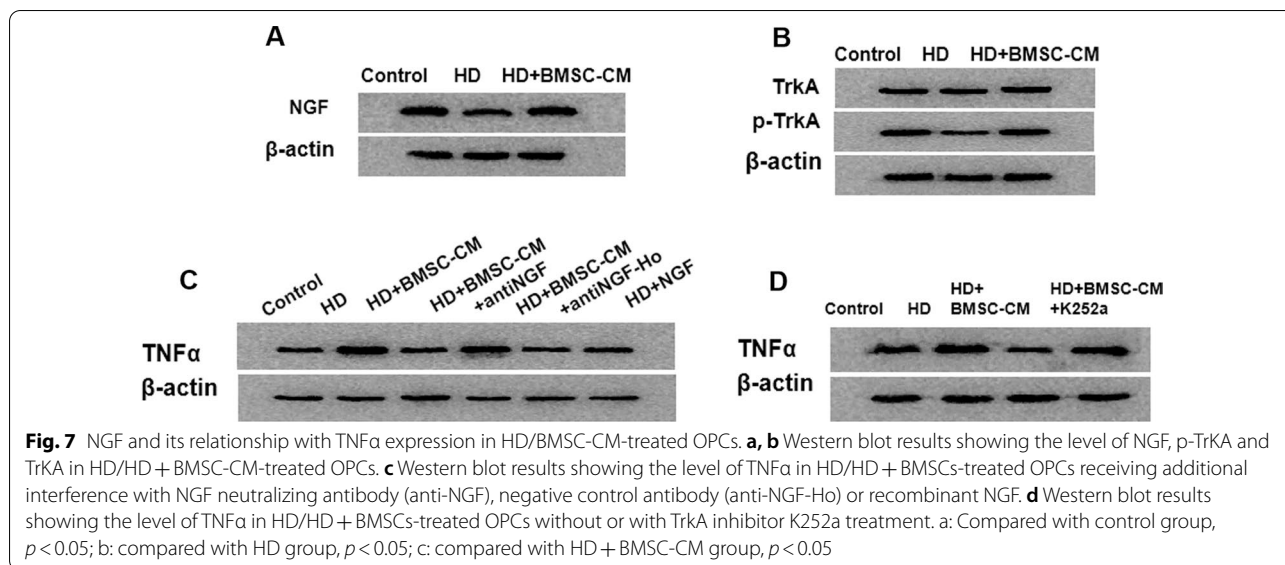 A
Control HD HD+BMSC-CM
NGF
β-actin
B
Control HD HD+BMSC-CM
TrkA
p-TrkA
β-actin
C
Control
HD
HD+BMSC-CM
HD+BMSC-CM
+antiNGF
HD+BMSC-CM
+antiNGF-Ho
HD+NGF
TNFα
β-actin
D
Control HD HD+
BMSC-CM HD+BMSC-CM
+K252a
TNFα
β-actin
Fig. 7 NGF and its relationship with TNFα expression in HD/BMSC-CM-treated OPCs. a, b Western blot results showing the level of NGF, p-TrKA and
TrKA in HD/HD + BMSC-CM-treated OPCs. c Western blot results showing the level of TNFα in HD/HD + BMSCs-treated OPCs receiving additional
interference with NGF neutralizing antibody (anti-NGF), negative control antibody (anti-NGF-Ho) or recombinant NGF. d Western blot results
showing the level of TNFα in HD/HD + BMSCs-treated OPCs without or with TrkA inhibitor K252a treatment. a: Compared with control group,
p < 0.05; b: compared with HD group, p < 0.05; c: compared with HD + BMSC-CM group, p < 0.05